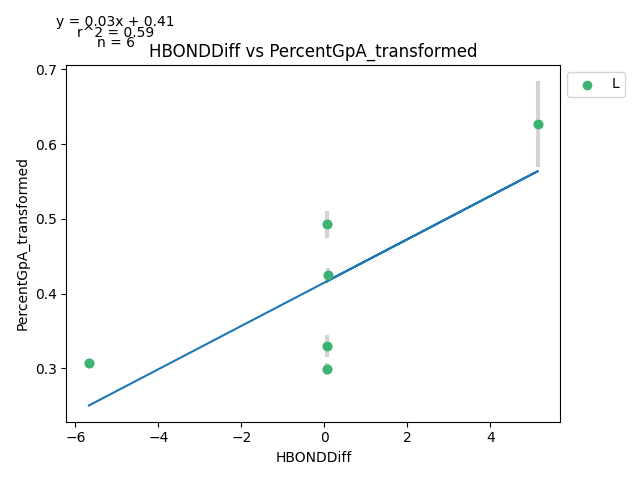 y = 0.03x + 0.41
r^2 = 0.59
n = 6
HBONDDiff vs PercentGpA_transformed
L
PercentGpA_transformed
0.7
0.6
0.5
0.4
0.3
−6
−4
−2
0
2
4
HBONDDiff